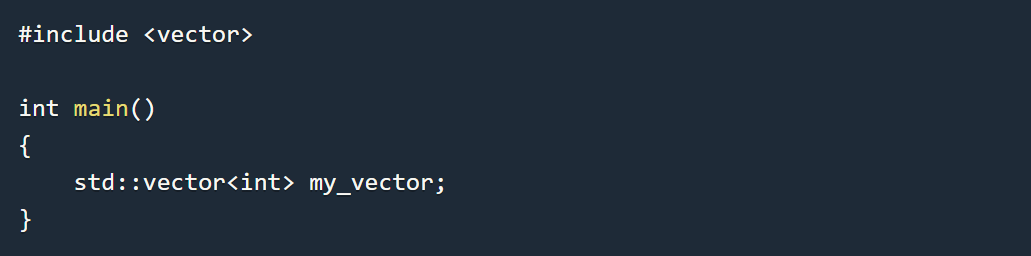 #include <vector>

int main()
{
    std::vector<int> my_vector;
}